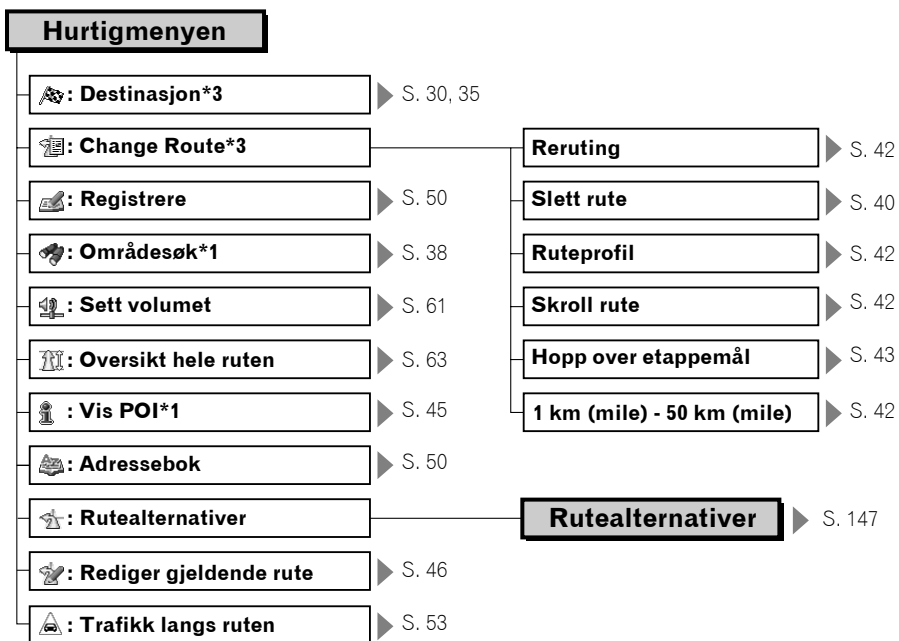 Hurtigmenyen
: Destinasjon*3 S. 30, 35
: Change Route*3
Reruting S. 42
Slett rute S. 40
Ruteprofil S. 42
Skroll rute S. 42
Hopp over etappemål S. 43
1 km (mile) - 50 km (mile) S. 42
: Registrere S. 50
: Områdesøk*1 S. 38
: Sett volumet S. 61
: Oversikt hele ruten S. 63
: Vis POI*1 S. 45
: Adressebok S. 50
: Rutealternativer
Rutealternativer S. 147
: Rediger gjeldende rute S. 46
: Trafikk langs ruten S. 53